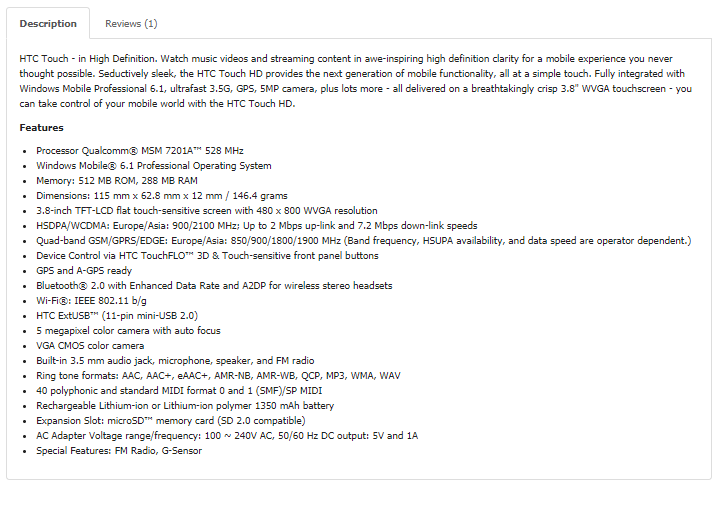 Description
Reviews (1)
HTC Touch - in High Definition. Watch music videos and streaming content in awe-inspiring high definition clarity for a mobile experience you never
thought possible. Seductively sleek, the HTC Touch HD provides the next generation of mobile functionality, all at a simple touch. Fully integrated with
Windows Mobile Professional 6.1, ultrafast 3.5G, GPS, 5MP camera, plus lots more - all delivered on a breathtakingly crisp 3.8" WVGA touchscreen - you
can take control of your mobile world with the HTC Touch HD.
Features
• Processor Qualcomm® MSM 7201A™ 528 MHz
• Windows Mobile® 6.1 Professional Operating System
• Memory: 512 MB ROM, 288 MB RAM
• Dimensions: 115 mm x 62.8 mm x 12 mm / 146.4 grams
• 3.8-inch TFT-LCD flat touch-sensitive screen with 480 x 800 WVGA resolution
• HSDPA/WCDMA: Europe/Asia: 900/2100 MHz; Up to 2 Mbps up-link and 7.2 Mbps down-link speeds
• Quad-band GSM/GPRS/EDGE: Europe/Asia: 850/900/1800/1900 MHz (Band frequency, HSUPA availability, and data speed are operator dependent.)
• Device Control via HTC TouchFLO™ 3D & Touch-sensitive front panel buttons
• GPS and A-GPS ready
• Bluetooth® 2.0 with Enhanced Data Rate and A2DP for wireless stereo headsets
• Wi-Fi®: IEEE 802.11 b/g
• HTC ExtUSB™ (11-pin mini-USB 2.0)
• 5 megapixel color camera with auto focus
• VGA CMOS color camera
• Built-in 3.5 mm audio jack, microphone, speaker, and FM radio
• Ring tone formats: AAC, AAC+, eAAC+, AMR-NB, AMR-WB, QCP, MP3, WMA, WAV
• 40 polyphonic and standard MIDI format 0 and 1 (SMF)/SP MIDI
• Rechargeable Lithium-ion or Lithium-ion polymer 1350 mAh battery
• Expansion Slot: microSD™ memory card (SD 2.0 compatible)
• AC Adapter Voltage range/frequency: 100 ~ 240V AC, 50/60 Hz DC output: 5V and 1A
• Special Features: FM Radio, G-Sensor